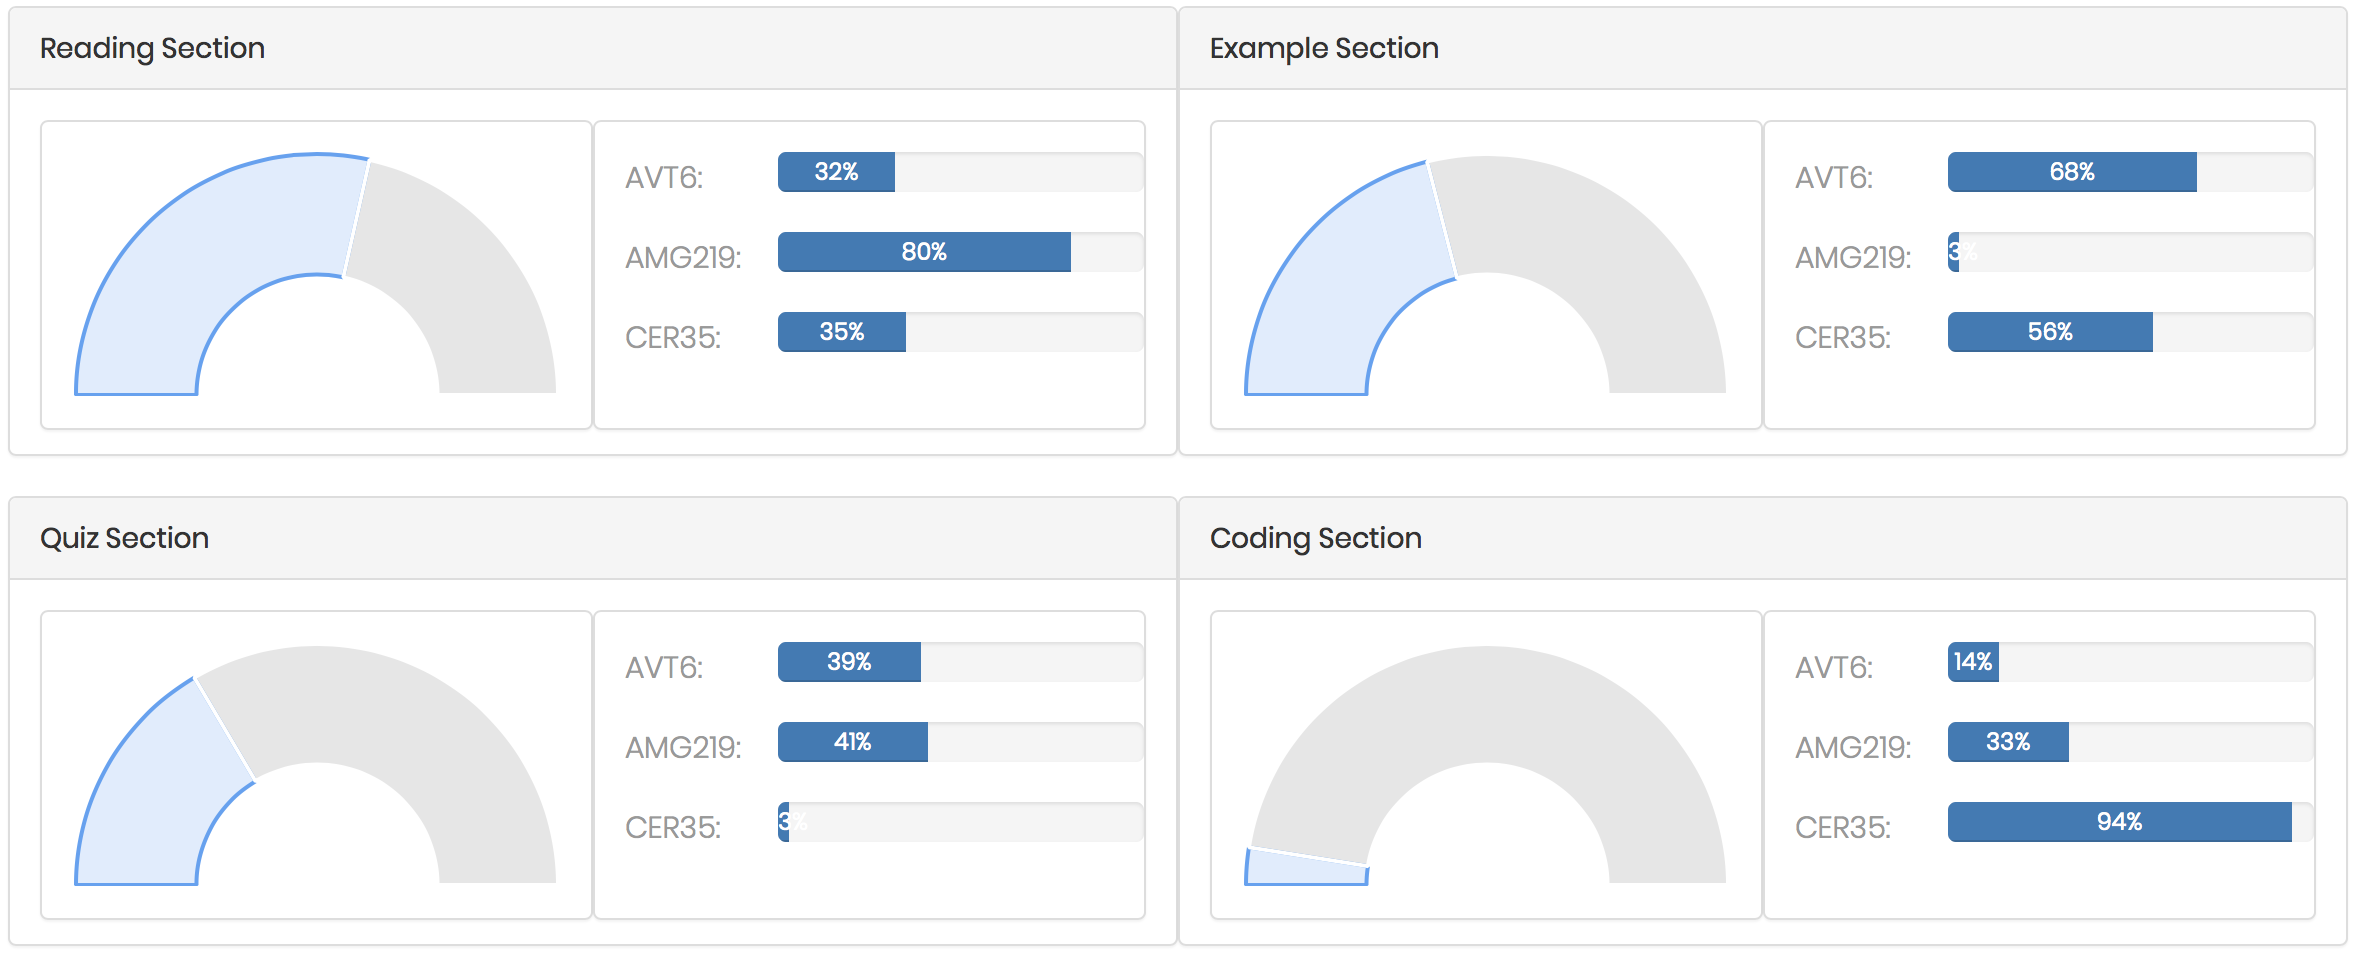 Reading Section
AVT6: 32%
AMG219: 80%
CER35: 35%
Example Section
AVT6: 68%
AMG219: 3%
CER35: 56%
Quiz Section
AVT6: 39%
AMG219: 41%
CER35: 3%
Coding Section
AVT6: 14%
AMG219: 33%
CER35: 94%